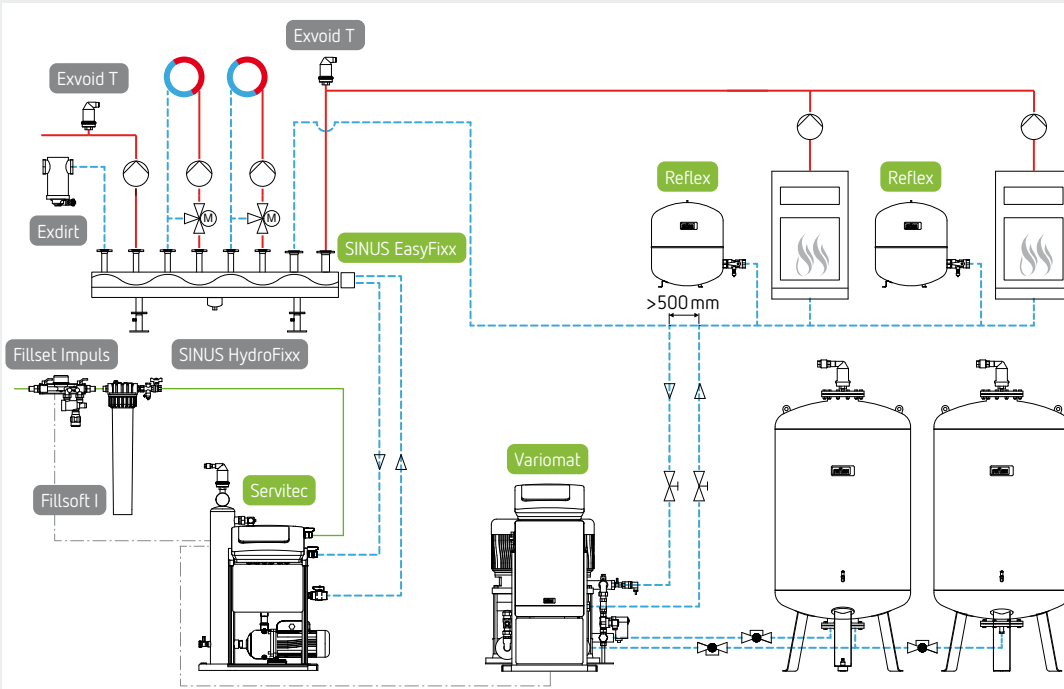 Exvoid T
Exvoid T
Exdirt
M
M
SINUS EasyFixx
Reflex
Reflex
>500 mm
Fillset Impuls
SINUS HydroFixx
Fillsoft I
Servitec
Variomat